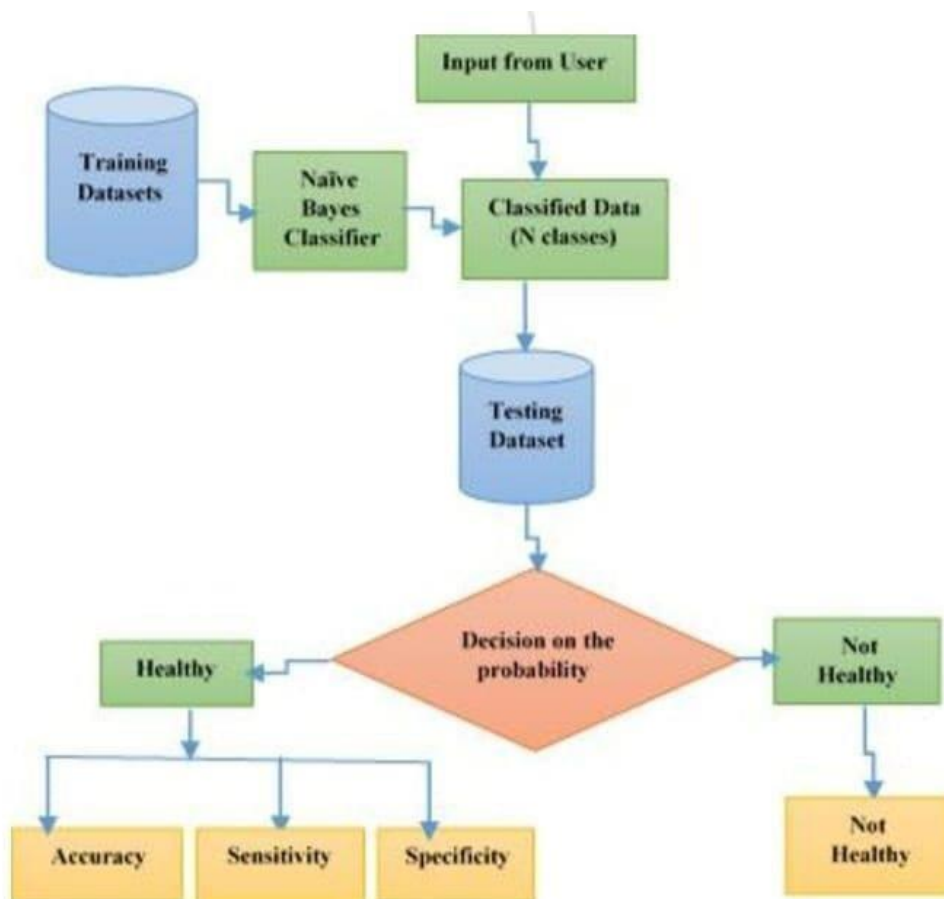 Input from User
Training
Datasets
Naïve
Bayes
Classifier
Classified Data
(N classes)
Testing
Dataset
Decision on the
probability
Healthy
Not
Healthy
Accuracy
Sensitivity
Specificity
Not
Healthy